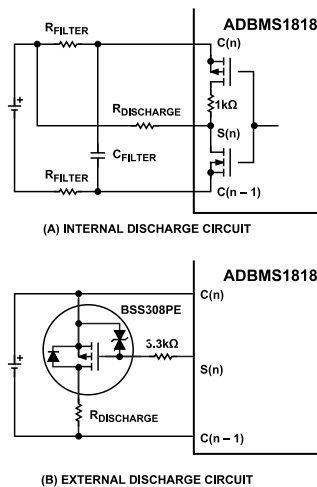 ADBMS1818
RFILTER
C(n)
1kΩ
RDISCHARGE
S(n)
CFILTER
RFILTER
C(n – 1)
(A) INTERNAL DISCHARGE CIRCUIT
ADBMS1818
C(n)
BSS308PE
3.3kΩ
S(n)
RDISCHARGE
C(n – 1)
(B) EXTERNAL DISCHARGE CIRCUIT